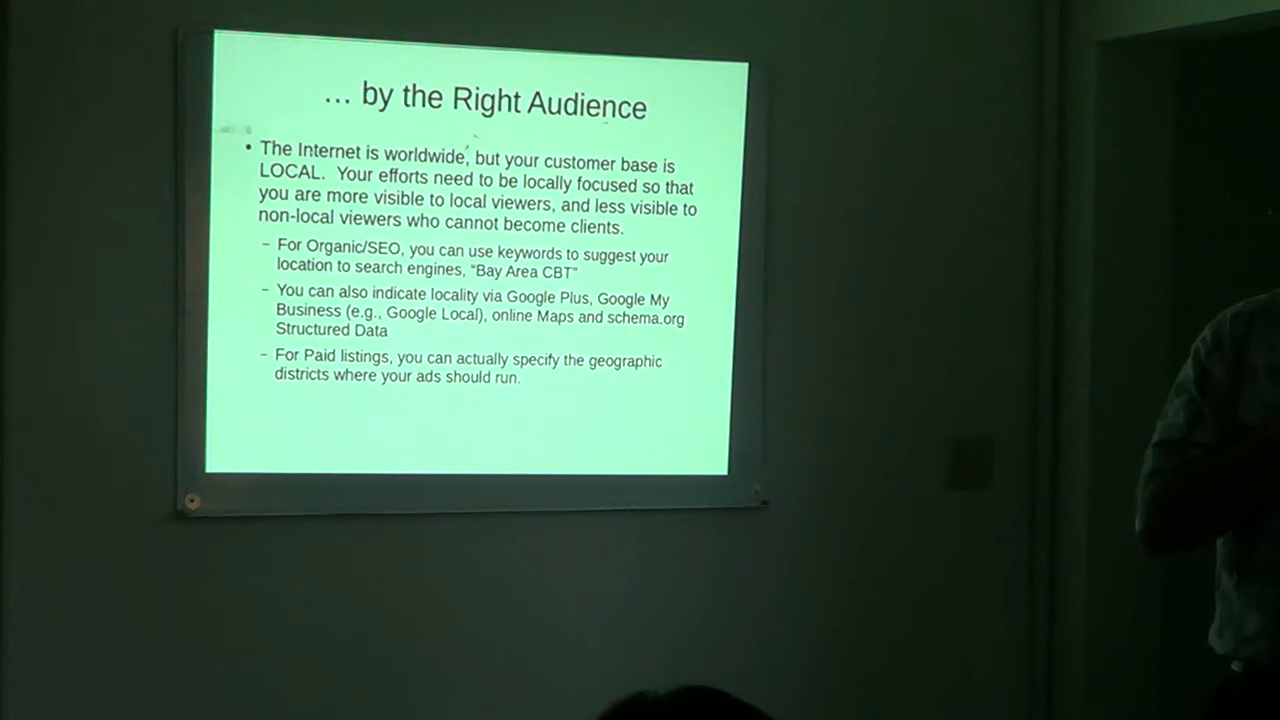 ... by the Right Audience
• The Internet is worldwide, but your customer base is
LOCAL.  Your efforts need to be locally focused so that
you are more visible to local viewers, and less visible to
non-local viewers who cannot become clients.
– For Organic/SEO, you can use keywords to suggest your
location to search engines, “Bay Area CBT”
– You can also indicate locality via Google Plus, Google My
Business (e.g., Google Local), online Maps and schema.org
Structured Data
– For Paid listings, you can actually specify the geographic
districts where your ads should run.